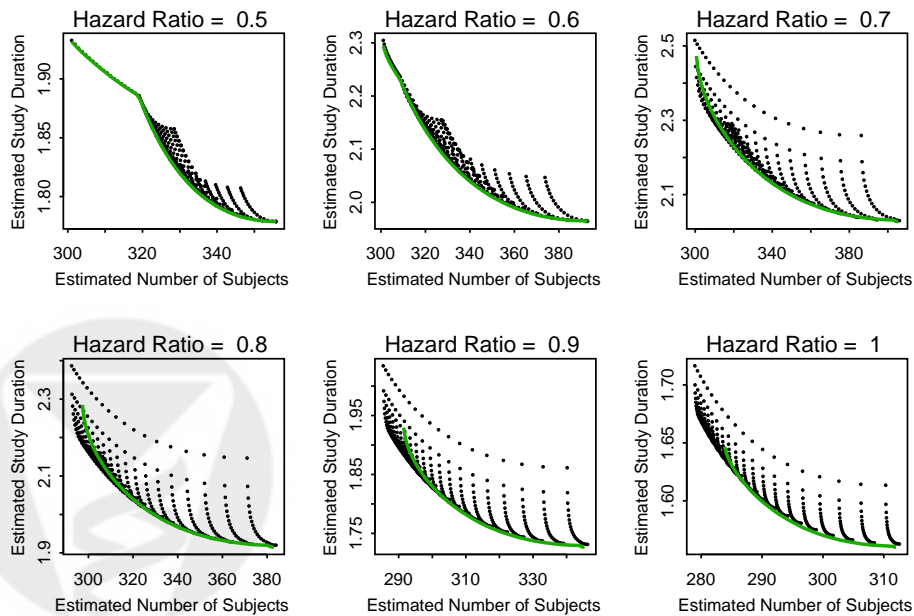 Hazard Ratio = 0.5
Estimated Study Duration
1.80 1.85 1.90
300 320 340
Estimated Number of Subjects
Hazard Ratio = 0.6
Estimated Study Duration
2.0 2.1 2.2 2.3
300 320 340 360 380
Estimated Number of Subjects
Hazard Ratio = 0.7
Estimated Study Duration
2.1 2.3 2.5
300 340 380
Estimated Number of Subjects
Hazard Ratio = 0.8
Estimated Study Duration
1.9 2.1 2.3
300 320 340 360 380
Estimated Number of Subjects
Hazard Ratio = 0.9
Estimated Study Duration
1.75 1.85 1.95
290 310 330
Estimated Number of Subjects
Hazard Ratio = 1
Estimated Study Duration
1.60 1.65 1.70
280 290 300 310
Estimated Number of Subjects